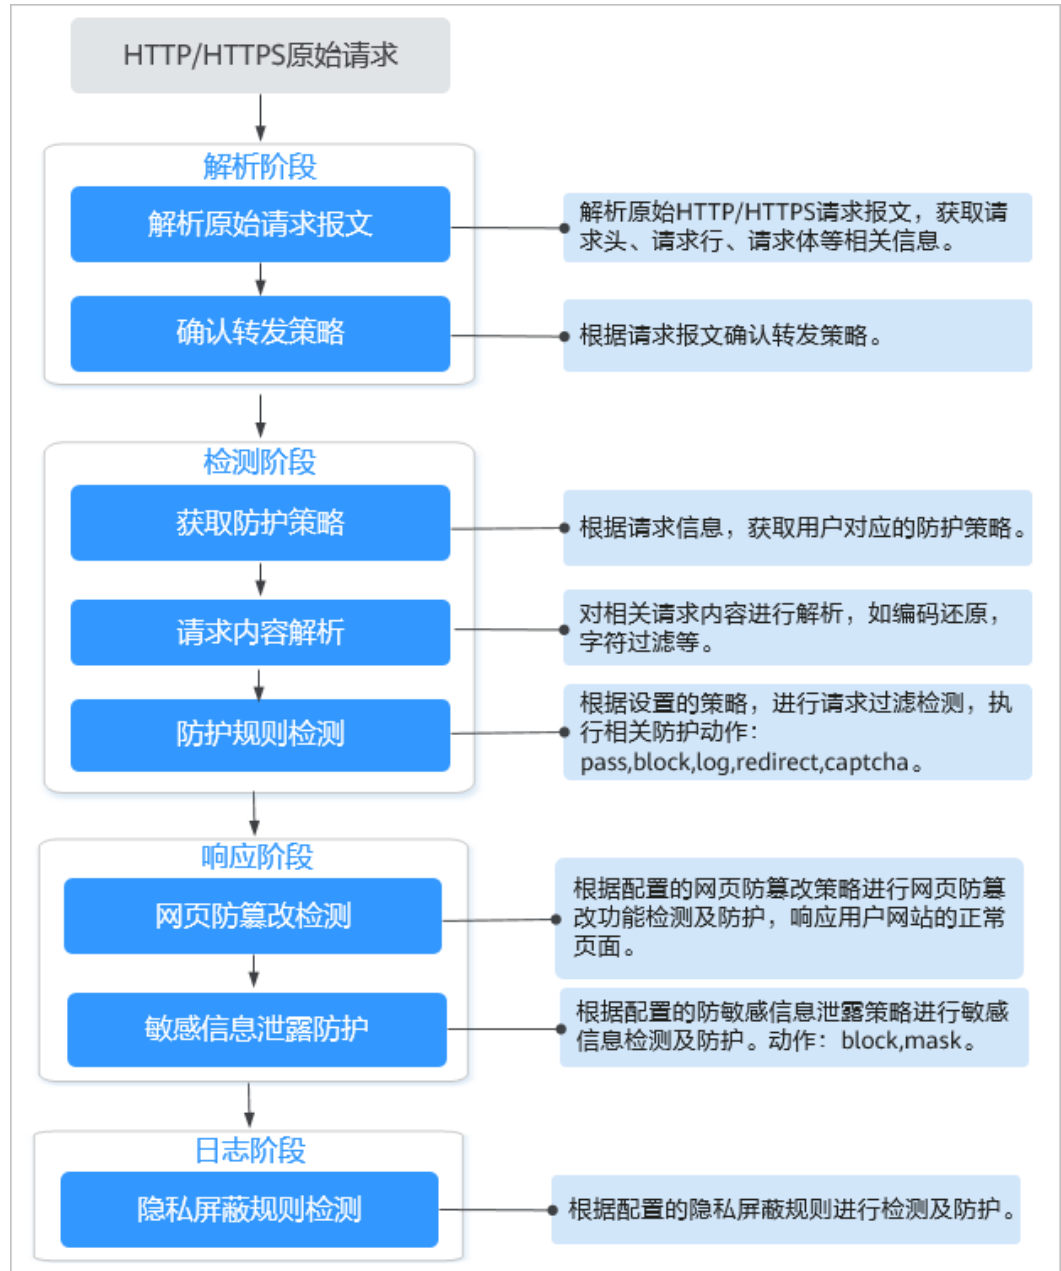 HTTP/HTTPS原始请求
解析阶段
解析原始请求报文
解析原始HTTP/HTTPS请求报文，获取请
求头、请求行、请求体等相关信息。
确认转发策略
根据请求报文确认转发策略。
检测阶段
获取防护策略
根据请求信息，获取用户对应的防护策略。
请求内容解析
对相关请求内容进行解析，如编码还原，
字符过滤等。
防护规则检测
根据设置的策略，进行请求过滤检测，执
行相关防护动作：
pass,block,log,redirect,captcha。
响应阶段
网页防篡改检测
根据配置的网页防篡改策略进行网页防篡
改功能检测及防护，响应用户网站的正常
页面。
敏感信息泄露防护
根据配置的防敏感信息泄露策略进行敏感
信息检测及防护。动作：block,mask。
日志阶段
隐私屏蔽规则检测
根据配置的隐私屏蔽规则进行检测及防护。